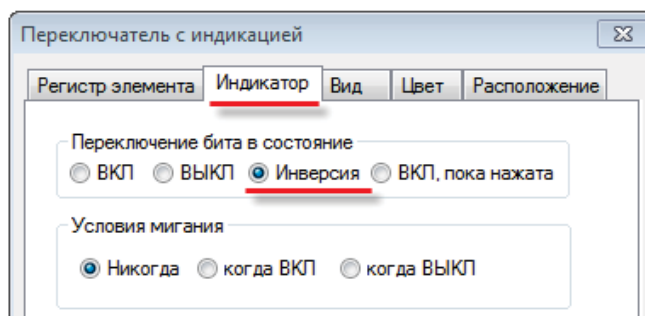 Переключатель с индикацией
Регистр элемента Индикатор Вид Цвет Расположение
Переключение бита в состояние
ВКЛ ВЫКЛ Инверсия ВКЛ, пока нажата
Условия мигания
Никогда когда ВКЛ когда ВЫКЛ